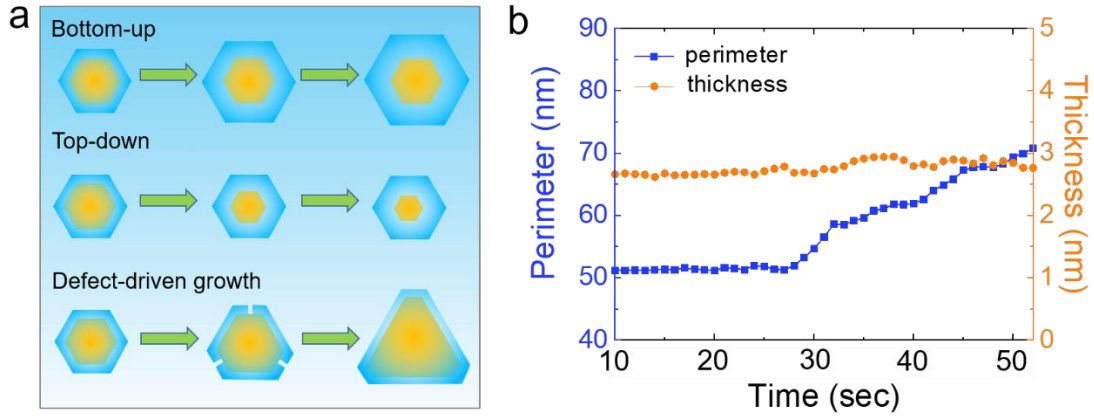 a
Bottom-up
Top-down
Defect-driven growth
b
Perimeter (nm)
90
80
70
60
50
40
perimeter
thickness
5
4
3
2
1
0
Thickness (nm)
10 20 30 40 50
Time (sec)